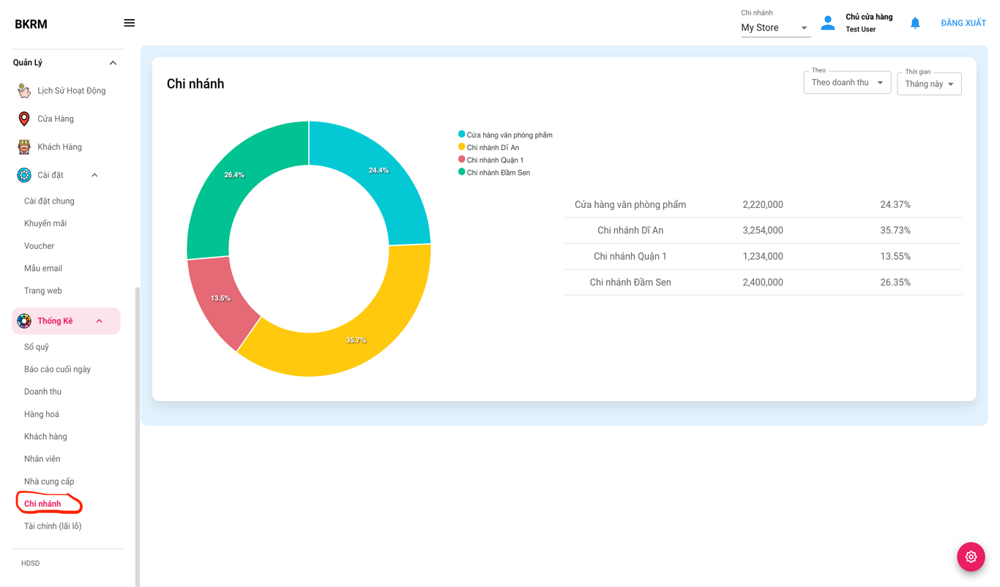 BKRM
Chi nhánh
My Store
Chủ cửa hàng
Test User
ĐĂNG XUẤT
Quản Lý
Lịch Sử Hoạt Động
Cửa Hàng
Khách Hàng
Cài đặt
Cài đặt chung
Khuyến mãi
Voucher
Mẫu email
Trang web
Thống Kê
Sổ quỹ
Báo cáo cuối ngày
Doanh thu
Hàng hoá
Khách hàng
Nhân viên
Nhà cung cấp
Chi nhánh
Tài chính (lãi lỗ)
HDSD
Chi nhánh
Theo
Theo doanh thu
Thời gian
Tháng này
26.4%
24.4%
13.5%
35.7%
Cửa hàng văn phòng phẩm
Chi nhánh Dĩ An
Chi nhánh Quận 1
Chi nhánh Đầm Sen
Cửa hàng văn phòng phẩm 2,220,000 24.37%
Chi nhánh Dĩ An 3,254,000 35.73%
Chi nhánh Quận 1 1,234,000 13.55%
Chi nhánh Đầm Sen 2,400,000 26.35%